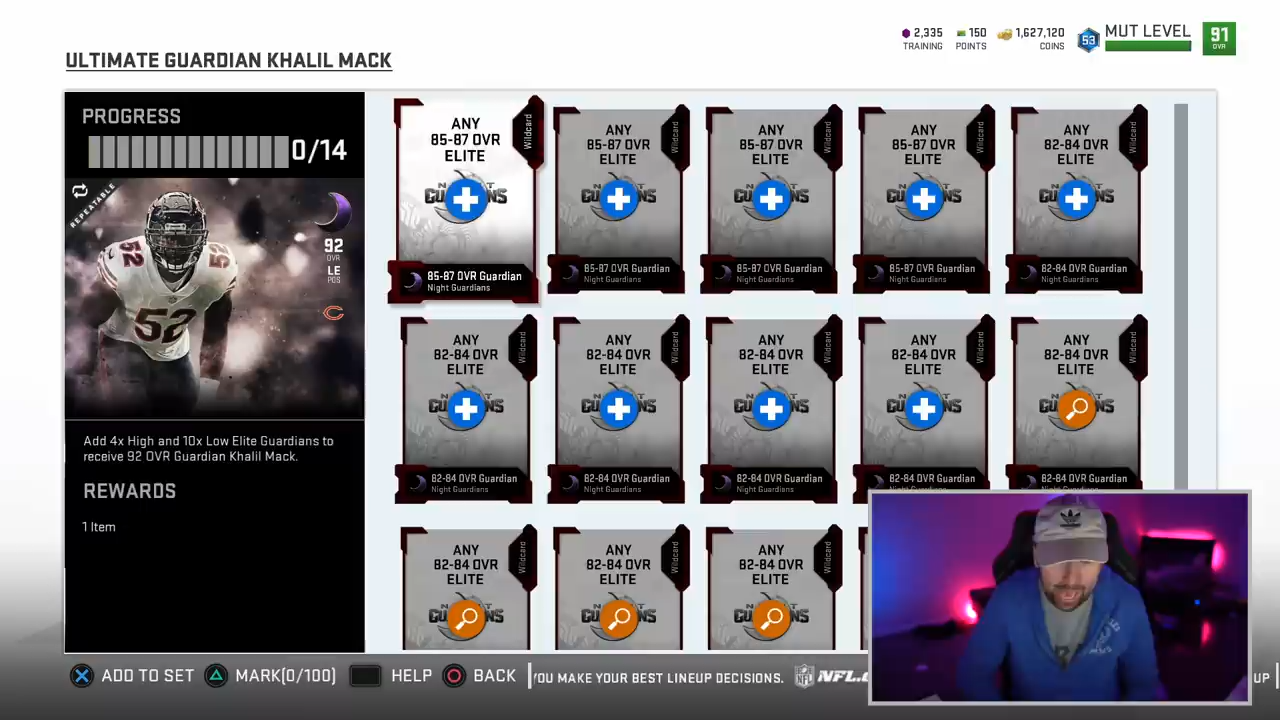 ULTIMATE GUARDIAN KHALIL MACK
2,335
TRAINING
150
POINTS
1,627,120
COINS
53
MUT LEVEL
91
OVR
PROGRESS
0/14
REPEATABLE
92
OVR
LE
POS
52
52
52
Add 4x High and 10x Low Elite Guardians to
receive 92 OVR Guardian Khalil Mack.
REWARDS
1 Item
ANY
85-87 OVR
ELITE
Wildcard
85-87 OVR Guardian
Night Guardians
ANY
85-87 OVR
ELITE
Wildcard
85-87 OVR Guardian
Night Guardians
ANY
85-87 OVR
ELITE
Wildcard
85-87 OVR Guardian
Night Guardians
ANY
85-87 OVR
ELITE
Wildcard
85-87 OVR Guardian
Night Guardians
ANY
82-84 OVR
ELITE
Wildcard
82-84 OVR Guardian
Night Guardians
ANY
82-84 OVR
ELITE
Wildcard
82-84 OVR Guardian
Night Guardians
ANY
82-84 OVR
ELITE
Wildcard
82-84 OVR Guardian
Night Guardians
ANY
82-84 OVR
ELITE
Wildcard
82-84 OVR Guardian
Night Guardians
ANY
82-84 OVR
ELITE
Wildcard
82-84 OVR Guardian
Night Guardians
ANY
82-84 OVR
ELITE
Wildcard
82-84 OVR Guardian
Night Guardians
ANY
82-84 OVR
ELITE
Wildcard
ANY
82-84 OVR
ELITE
Wildcard
ANY
82-84 OVR
ELITE
Wildcard
ADD TO SET
MARK(0/100)
HELP
BACK
YOU MAKE YOUR BEST LINEUP DECISIONS.
NFL
UP